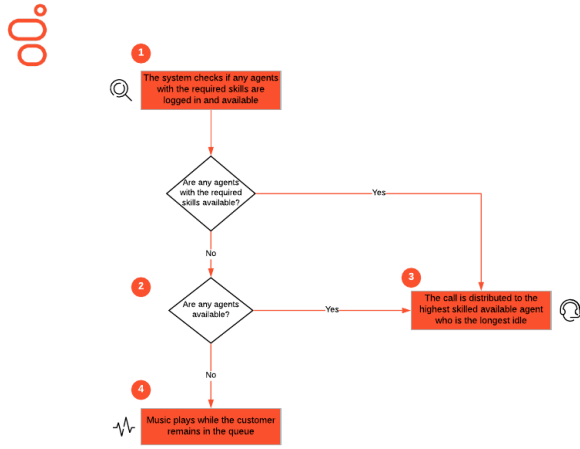 1
The system checks if any agents
with the required skills are
logged in and available
Are any agents
with the required
skills available?
Yes
No
2
Are any agents
available?
Yes
3
The call is distributed to the
highest skilled available agent
who is the longest idle
No
4
Music plays while the customer
remains in the queue